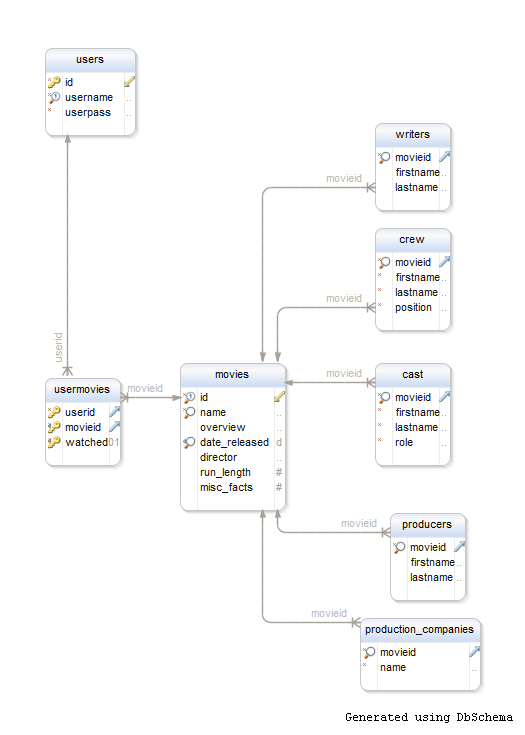 users
id
username ..
userpass ..
writers
movieid
firstname ..
lastname ..
movieid
crew
movieid
firstname ..
lastname ..
position ..
movieid
userid
movies
id
name ..
overview ..
date_released d
director ..
run_length #
misc_facts #
movieid
cast
movieid
firstname ..
lastname ..
role ..
usermovies
userid
movieid
watched 01
movieid
movieid
producers
movieid
firstname ..
lastname ..
movieid
production_companies
movieid
name ..
Generated using DbSchema